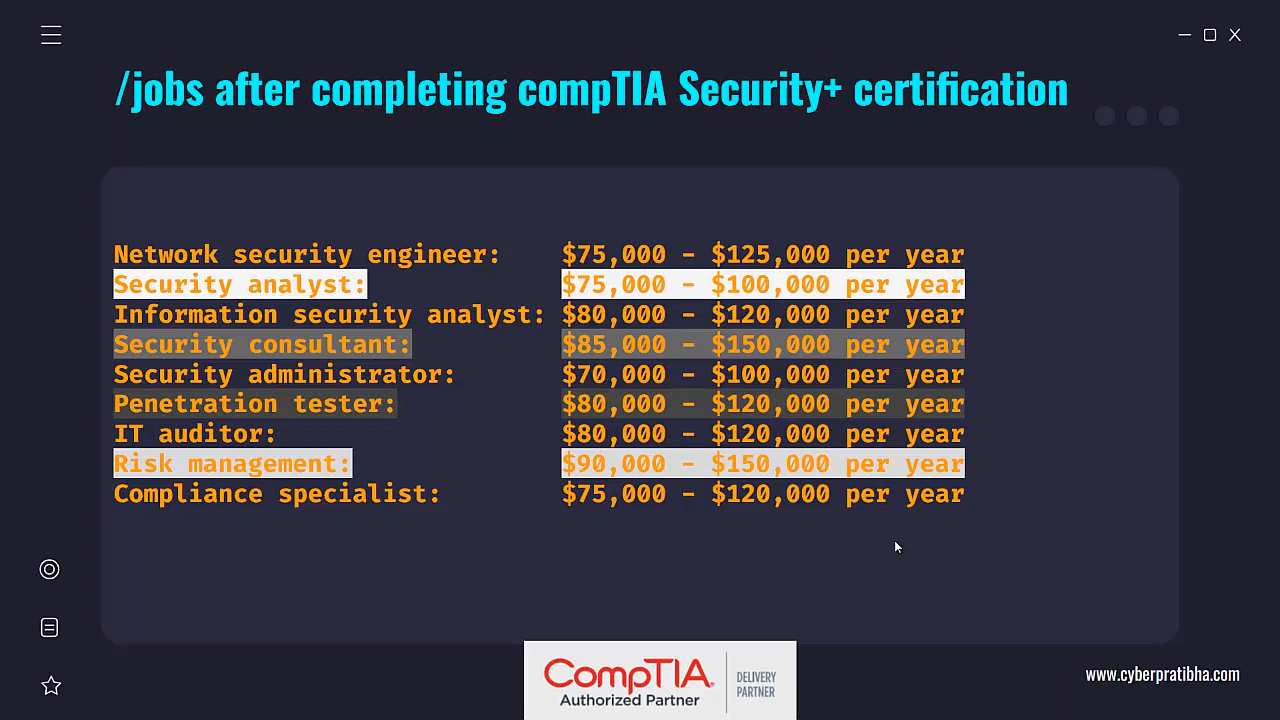 /jobs after completing compTIA Security+ certification
Network security engineer: $75,000 – $125,000 per year
Security analyst: $75,000 – $100,000 per year
Information security analyst: $80,000 – $120,000 per year
Security consultant: $85,000 – $150,000 per year
Security administrator: $70,000 – $100,000 per year
Penetration tester: $80,000 – $120,000 per year
IT auditor: $80,000 – $120,000 per year
Risk management: $90,000 – $150,000 per year
Compliance specialist: $75,000 – $120,000 per year
CompTIA®
Authorized Partner
DELIVERY
PARTNER
www.cyberpratibha.com